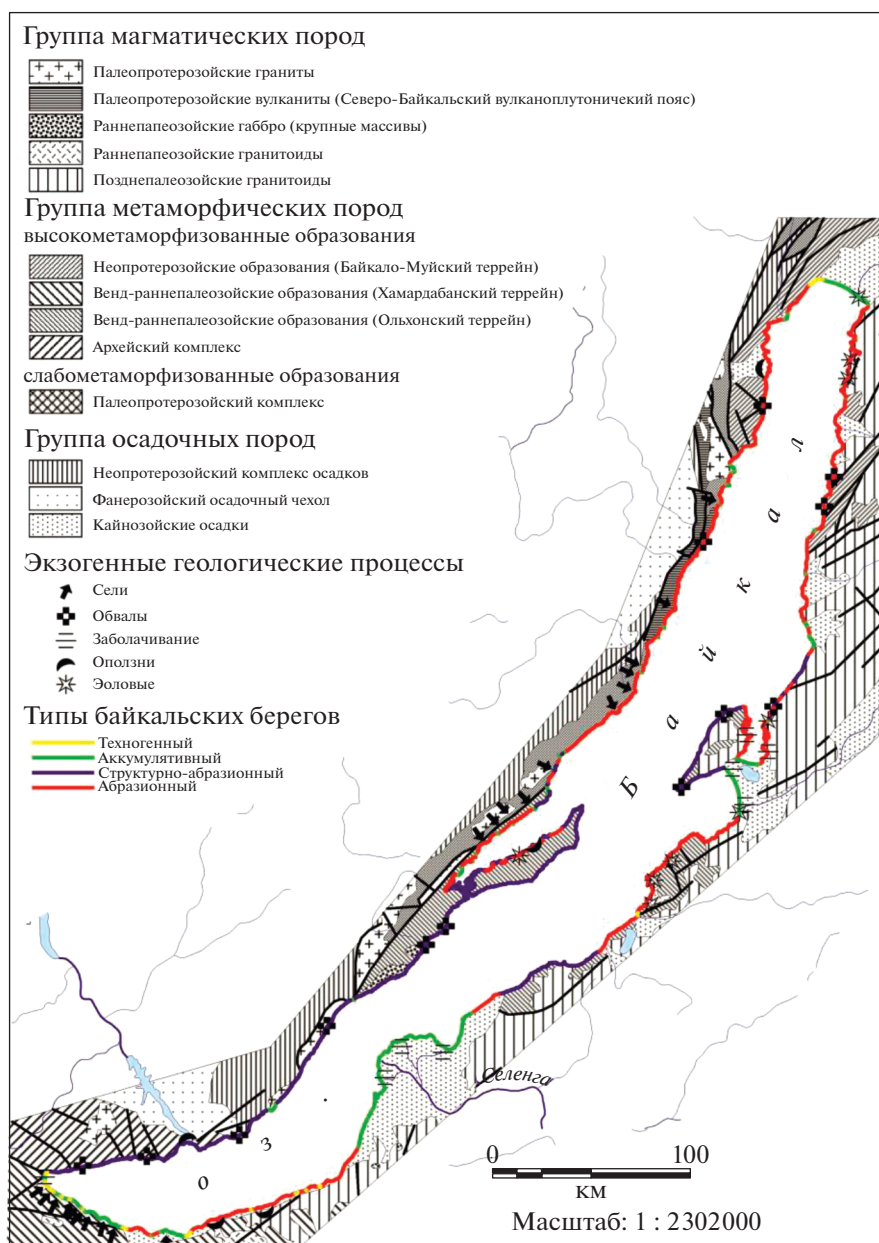 Группа магматических пород
Палеопротерозойские граниты
Палеопротерозойские вулканиты (Северо-Байкальский вулканоплутоничекий пояс)
Раннепапеозойские габбро (крупные массивы)
Раннепапеозойские гранитоиды
Позднепалеозойские гранитоиды
Группа метаморфических пород
высокометаморфизованные образования
Неопротерозойские образования (Байкало-Муйский террейн)
Венд-раннепалеозойские образования (Хамардабанский террейн)
Венд-раннепалеозойские образования (Ольхонский террейн)
Архейский комплекс
слабометаморфизованные образования
Палеопротерозойский комплекс
Группа осадочных пород
Неопротерозойский комплекс осадков
Фанерозойский осадочный чехол
Кайнозойские осадки
Экзогенные геологические процессы
Сели
Обвалы
Заболачивание
Оползни
Эоловые
Типы байкальских берегов
Техногенный
Аккумулятивный
Структурно-абразионный
Абразионный
оз. Байкал
Селенга
0 100
км
Масштаб: 1 : 2302000